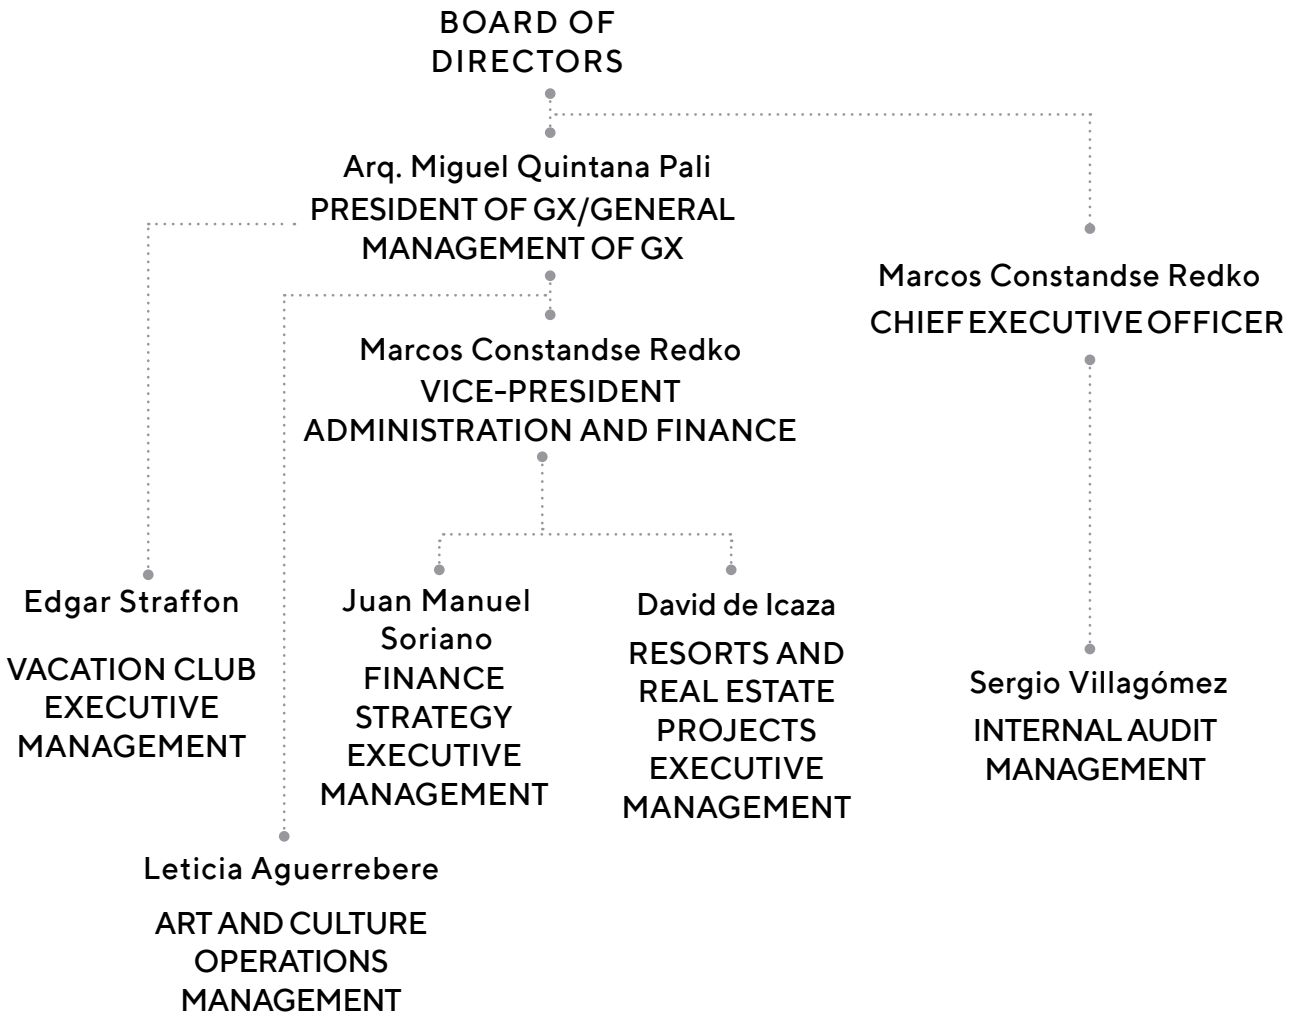 BOARD OF
DIRECTORS
Arq. Miguel Quintana Pali
PRESIDENT OF GX/GENERAL
MANAGEMENT OF GX
Marcos Constandse Redko
CHIEF EXECUTIVE OFFICER
Marcos Constandse Redko
VICE-PRESIDENT
ADMINISTRATION AND FINANCE
Edgar Straffon
VACATION CLUB
EXECUTIVE
MANAGEMENT
Juan Manuel
Soriano
FINANCE
STRATEGY
EXECUTIVE
MANAGEMENT
David de Icaza
RESORTS AND
REAL ESTATE
PROJECTS
EXECUTIVE
MANAGEMENT
Sergio Villagómez
INTERNAL AUDIT
MANAGEMENT
Leticia Aguerrebere
ART AND CULTURE
OPERATIONS
MANAGEMENT